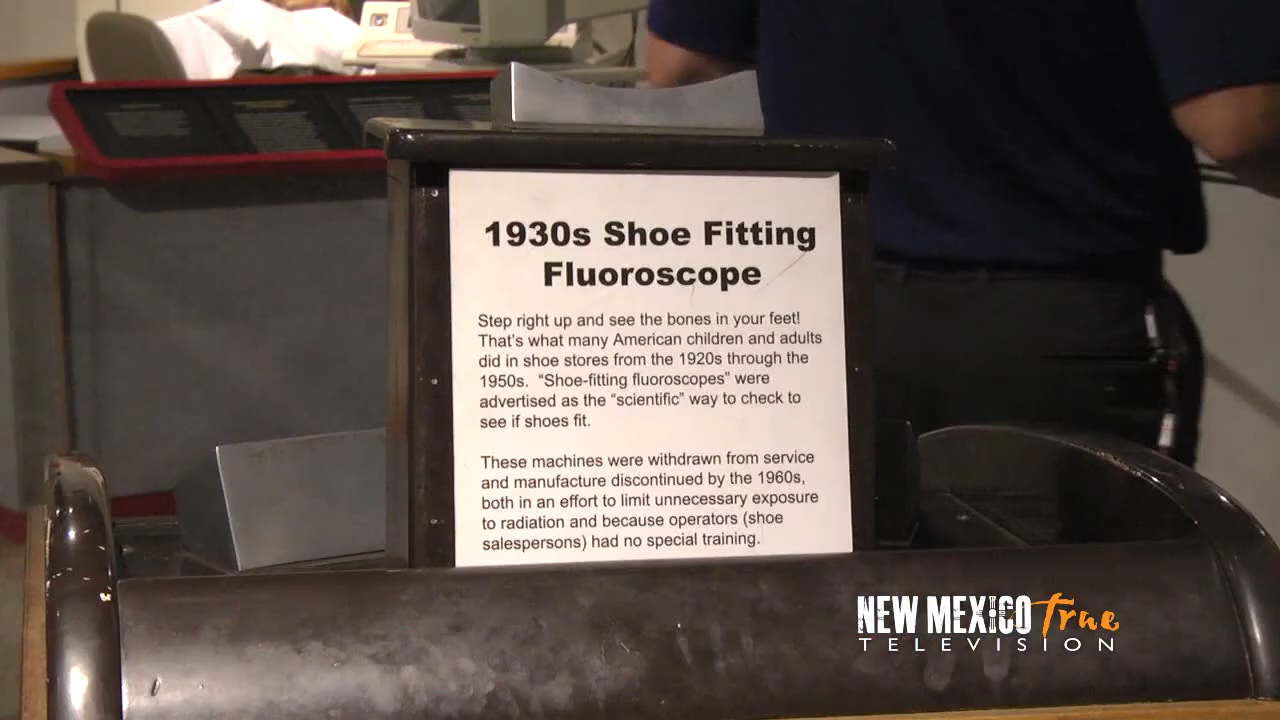 1930s Shoe Fitting
Fluoroscope
Step right up and see the bones in your feet!
That's what many American children and adults
did in shoe stores from the 1920s through the
1950s.  “Shoe-fitting fluoroscopes” were
advertised as the “scientific” way to check to
see if shoes fit.
These machines were withdrawn from service
and manufacture discontinued by the 1960s,
both in an effort to limit unnecessary exposure
to radiation and because operators (shoe
salespersons) had no special training.
NEW MEXICO True
TELEVISION